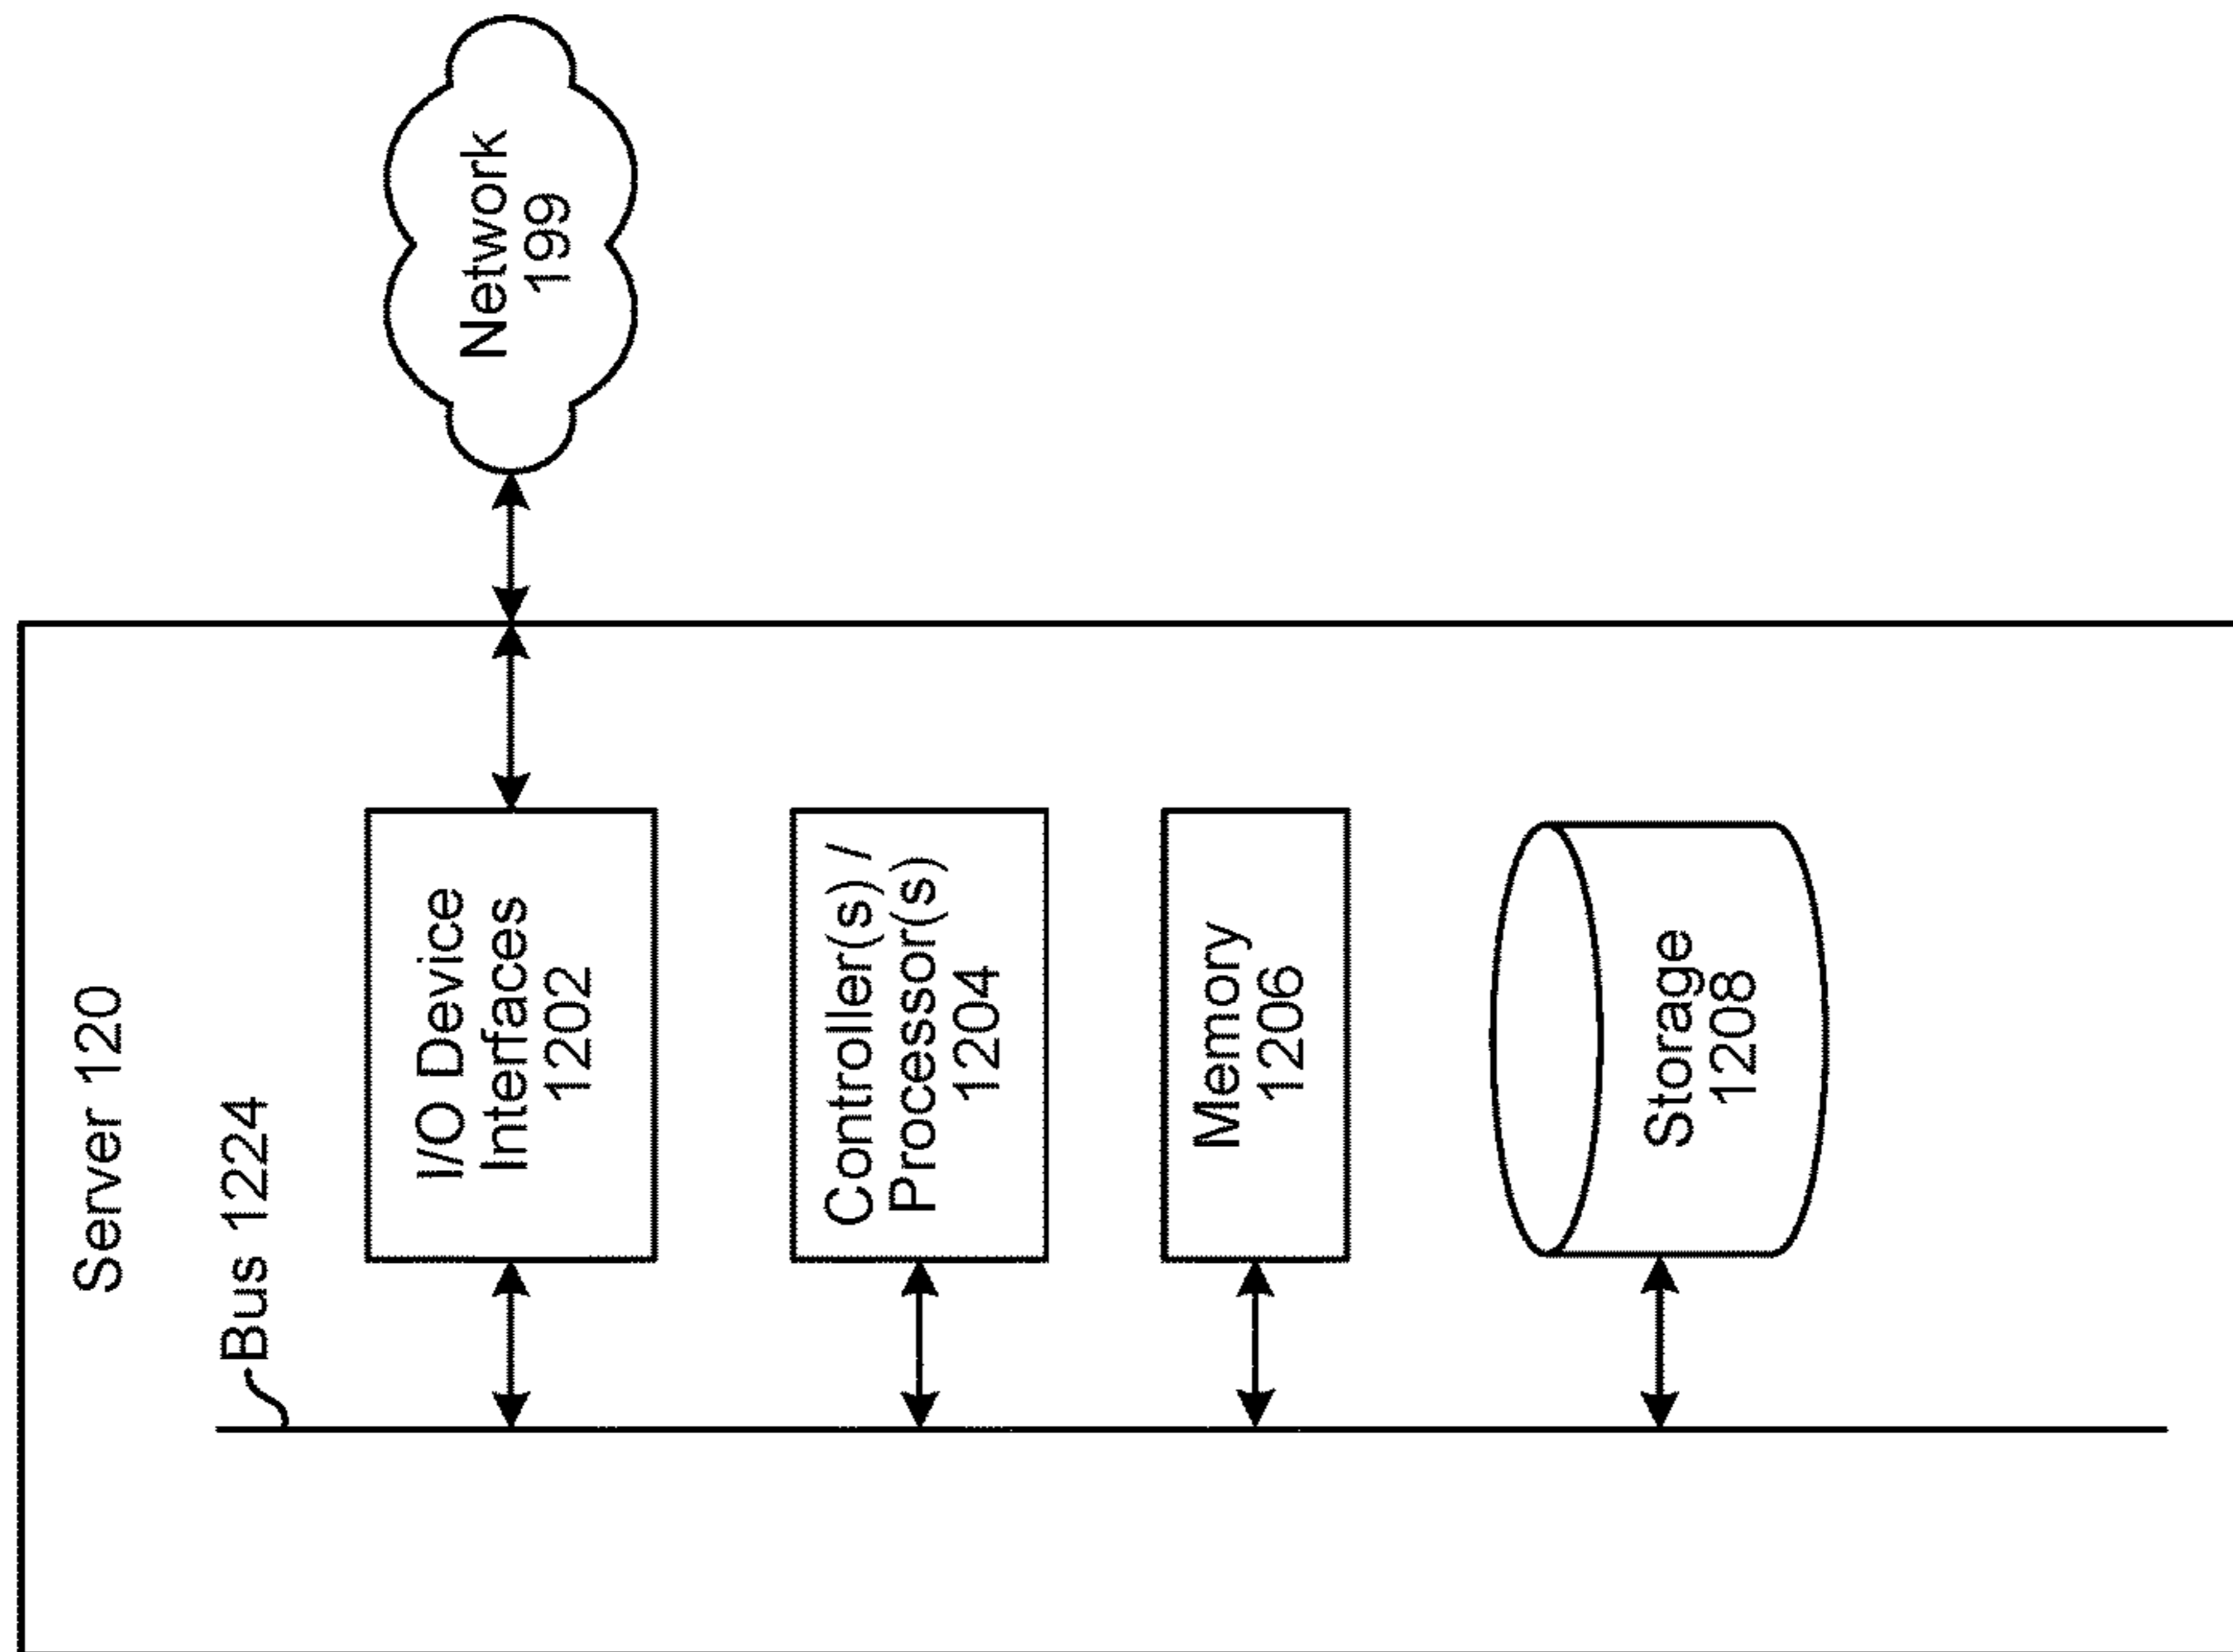 Server 120
Bus 1224
I/O Device
Interfaces
1202
Network
199
Controller(s) /
Processor(s)
1204
Memory
1206
Storage
1208